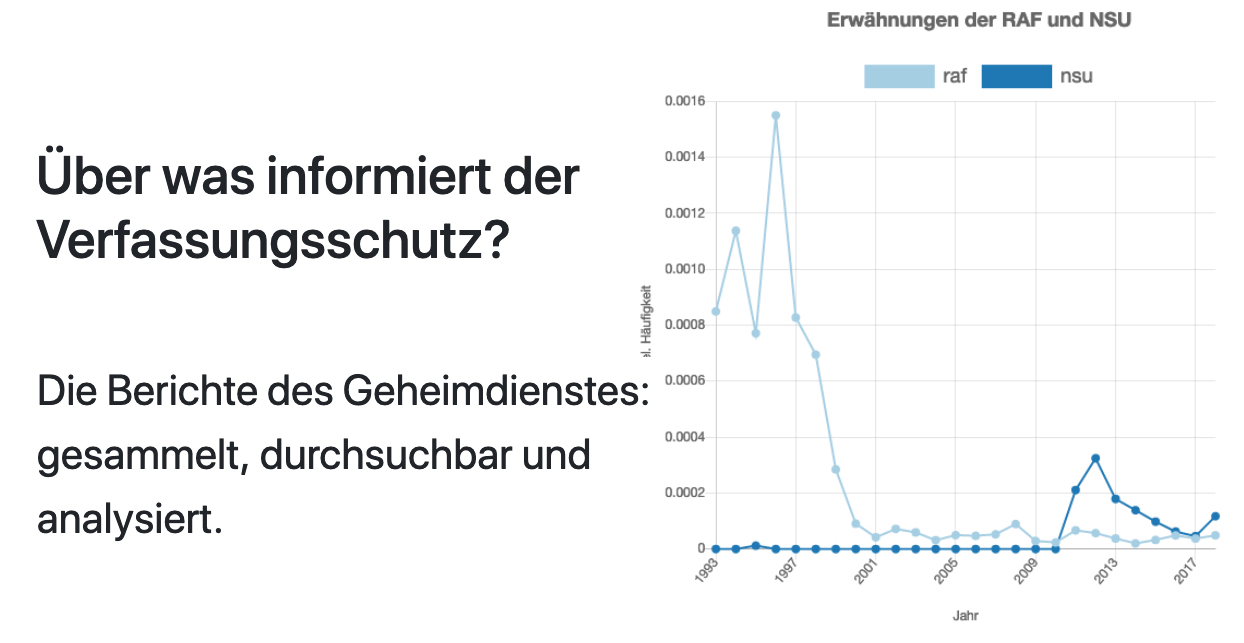 Über was informiert der
Verfassungsschutz?
Die Berichte des Geheimdienstes:
gesammelt, durchsuchbar und
analysiert.
Erwähnungen der RAF und NSU
raf nsu
0.0016
0.0014
0.0012
0.0010
0.0008
0.0006
0.0004
0.0002
0
Häufigkeit
1993 1997 2001 2005 2009 2013 2017
Jahr